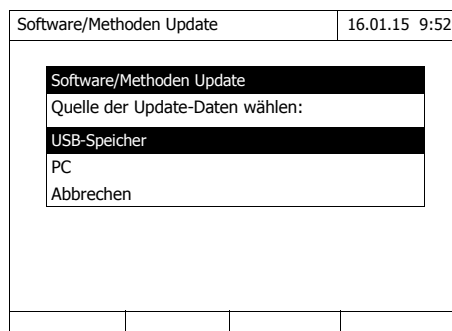 Software/Methoden Update 16.01.15 9:52
Software/Methoden Update
Quelle der Update-Daten wählen:
USB-Speicher
PC
Abbrechen